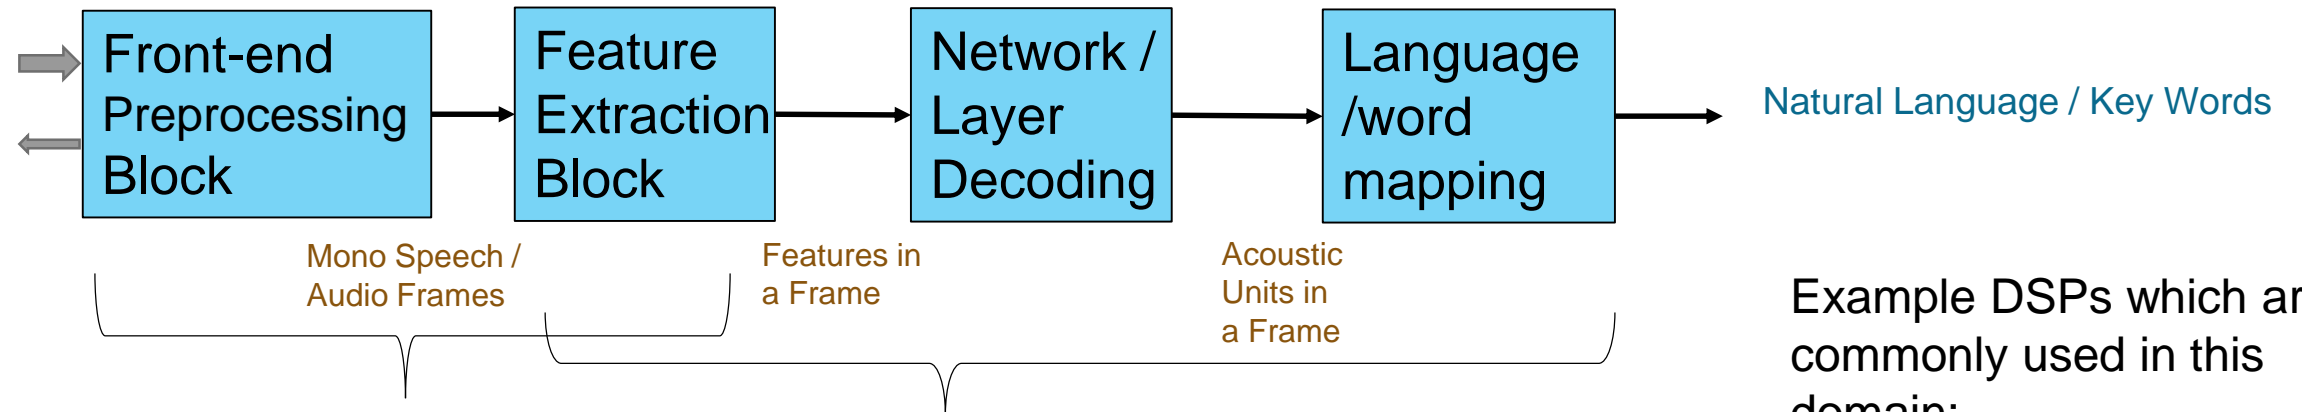 Front-end
Preprocessing
Block
Feature
Extraction
Block
Network /
Layer
Decoding
Language
/word
mapping
Natural Language / Key Words
Mono Speech /
Audio Frames
Features in
a Frame
Acoustic
Units in
a Frame
Example DSPs which
commonly used in this
domain: